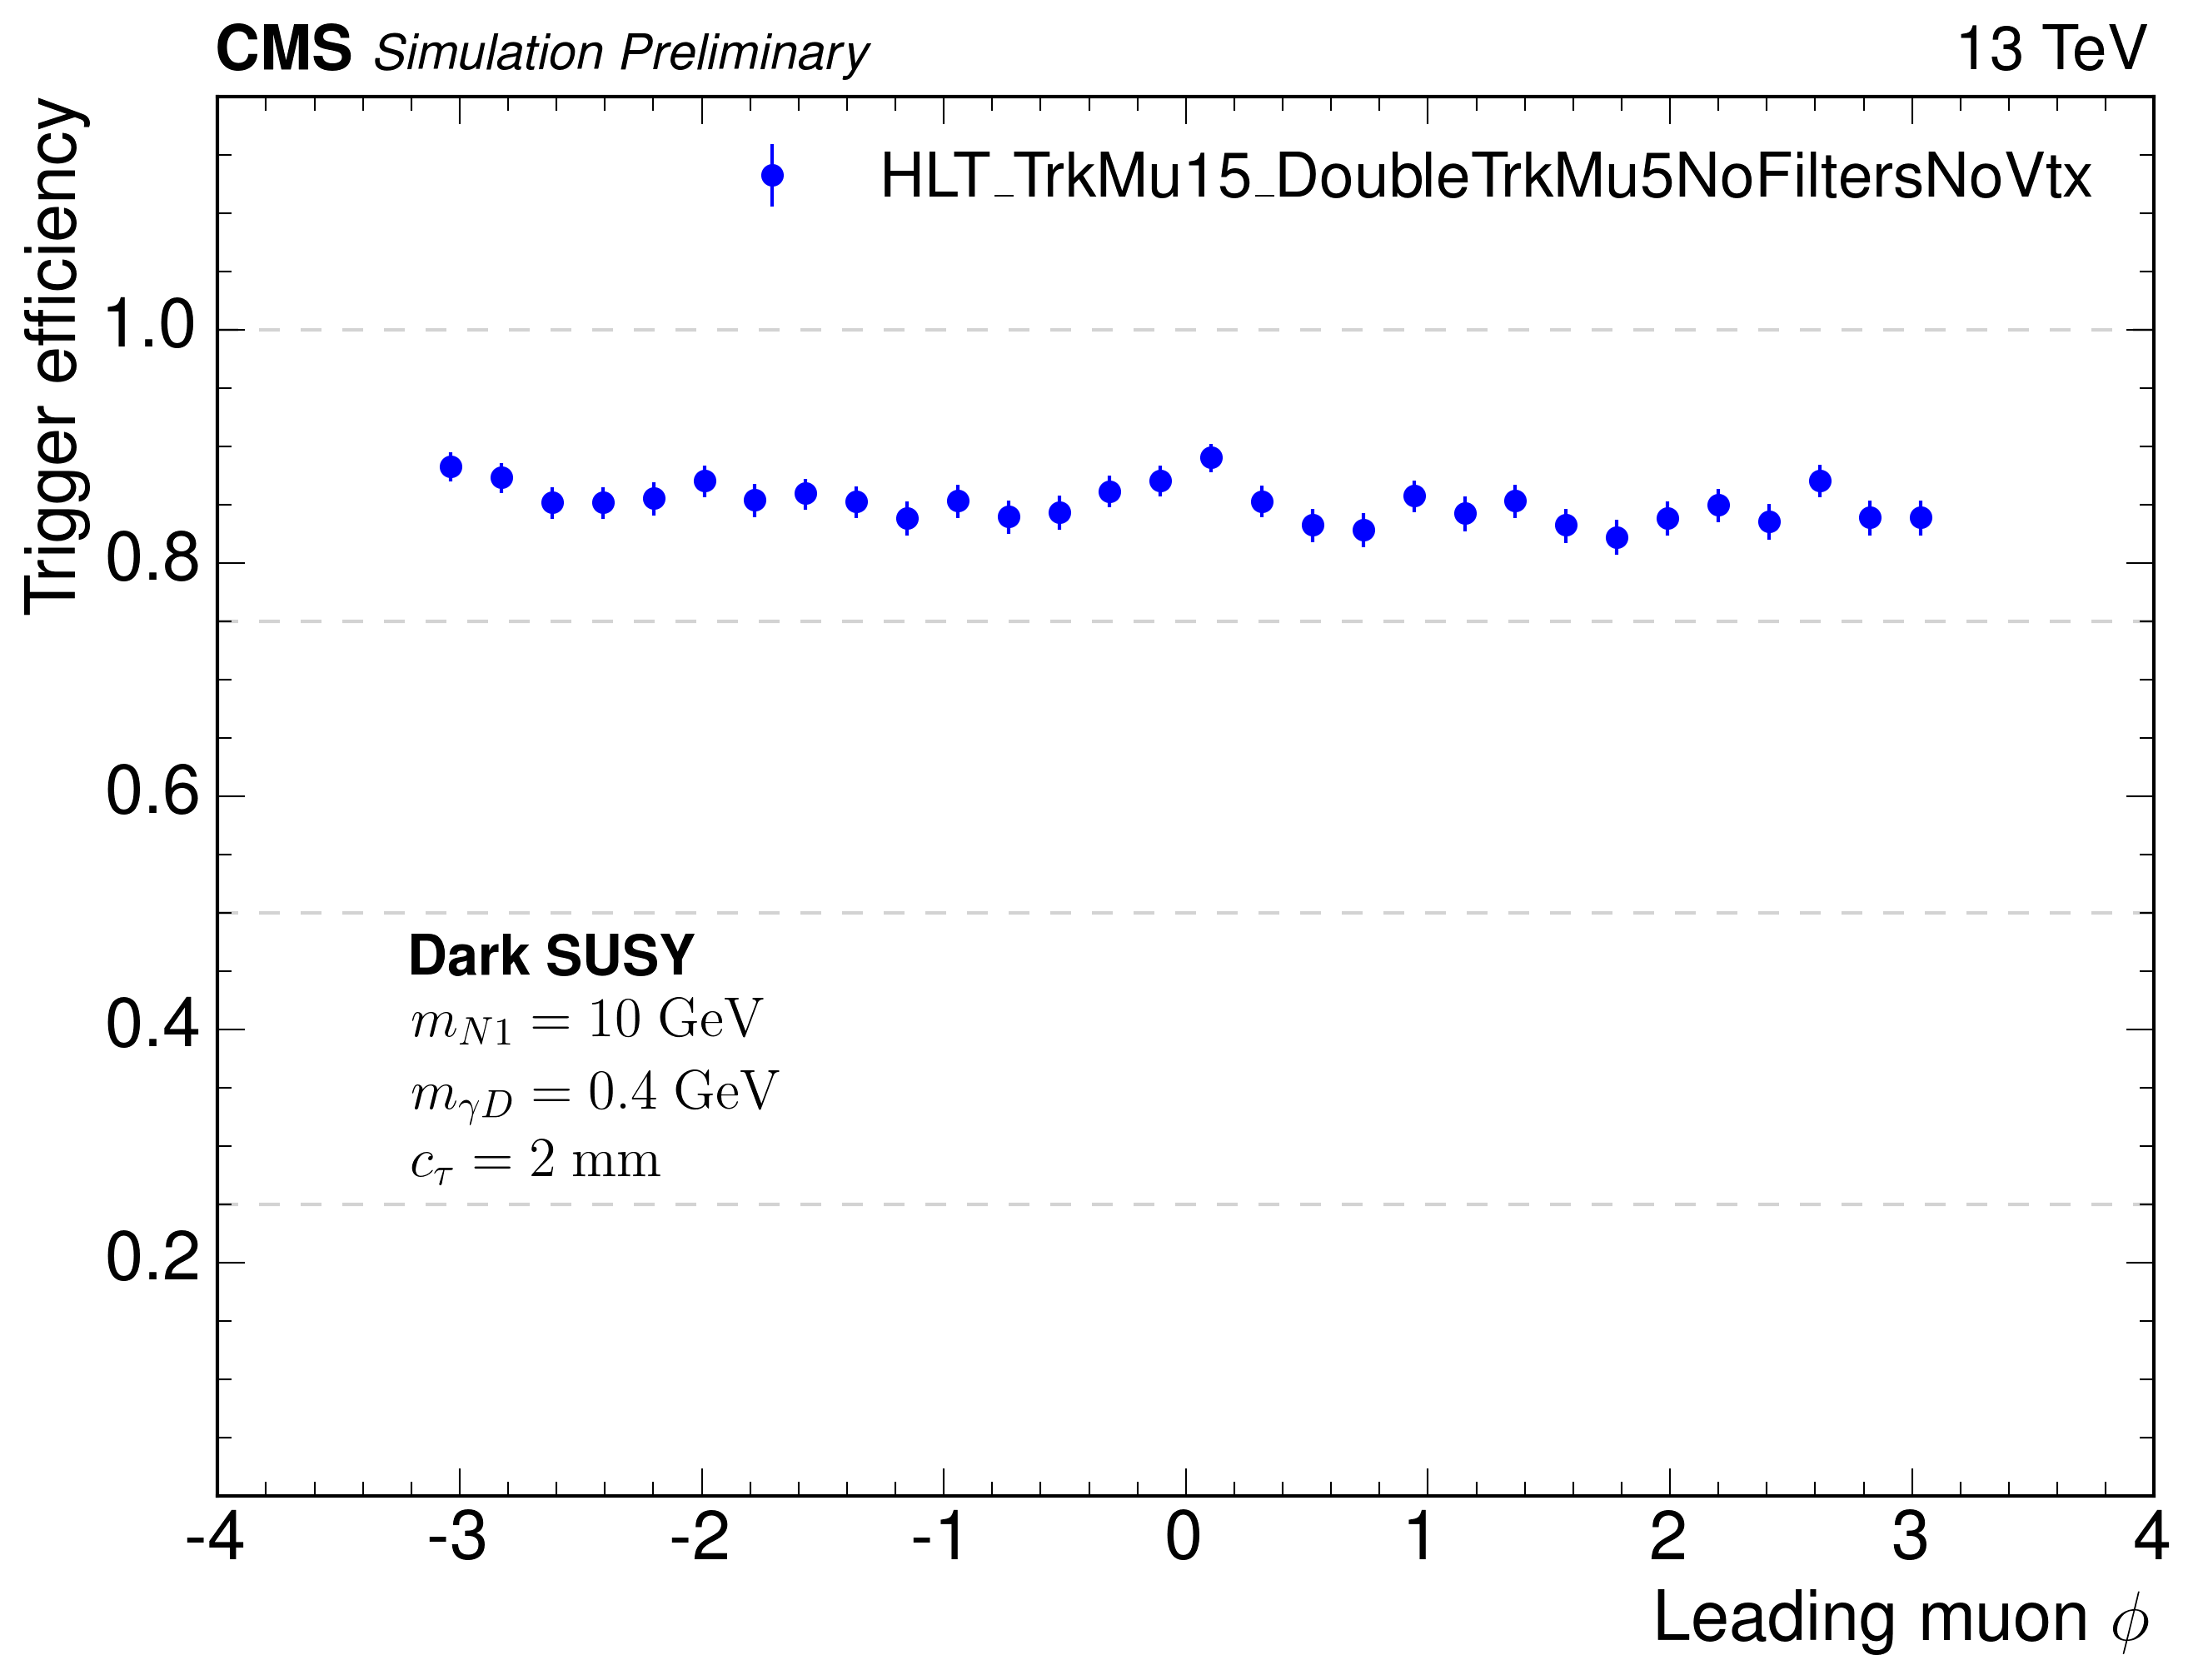 CMS Simulation Preliminary 13 TeV
HLT_TrkMu15_DoubleTrkMu5NoFiltersNoVtx
Trigger efficiency
1.0
0.8
0.6
0.4
0.2
Dark SUSY
m_{N1} = 10 GeV
m_{γD} = 0.4 GeV
c_τ = 2 mm
-4 -3 -2 -1 0 1 2 3 4
Leading muon ϕ